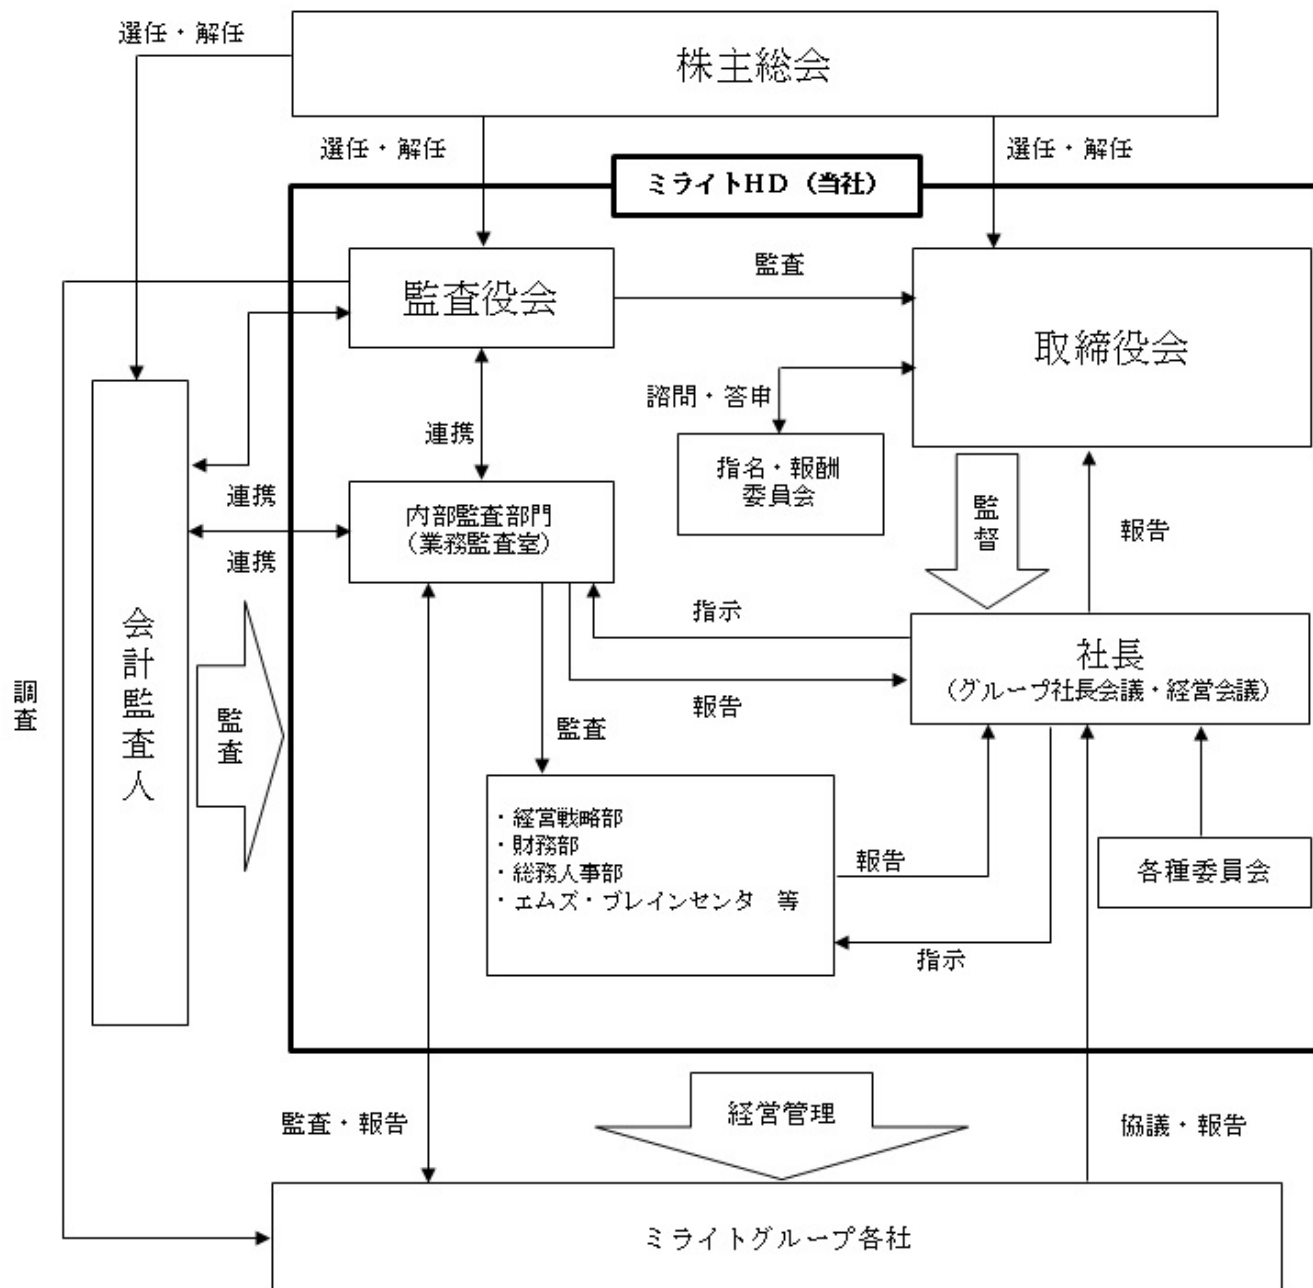 選任・解任
株主総会
選任・解任
選任・解任
ミライトHD（当社）
監査役会
監査
取締役会
諮問・答申
連携
指名・報酬
委員会
連携
内部監査部門
（業務監査室）
監督
報告
連携
指示
会計監査人
社長
（グループ社長会議・経営会議）
調査
監査
報告
監査
・経営戦略部
・財務部
・総務人事部
・エムズ・ブレインセンタ　等
報告
各種委員会
指示
監査・報告
経営管理
協議・報告
ミライトグループ各社